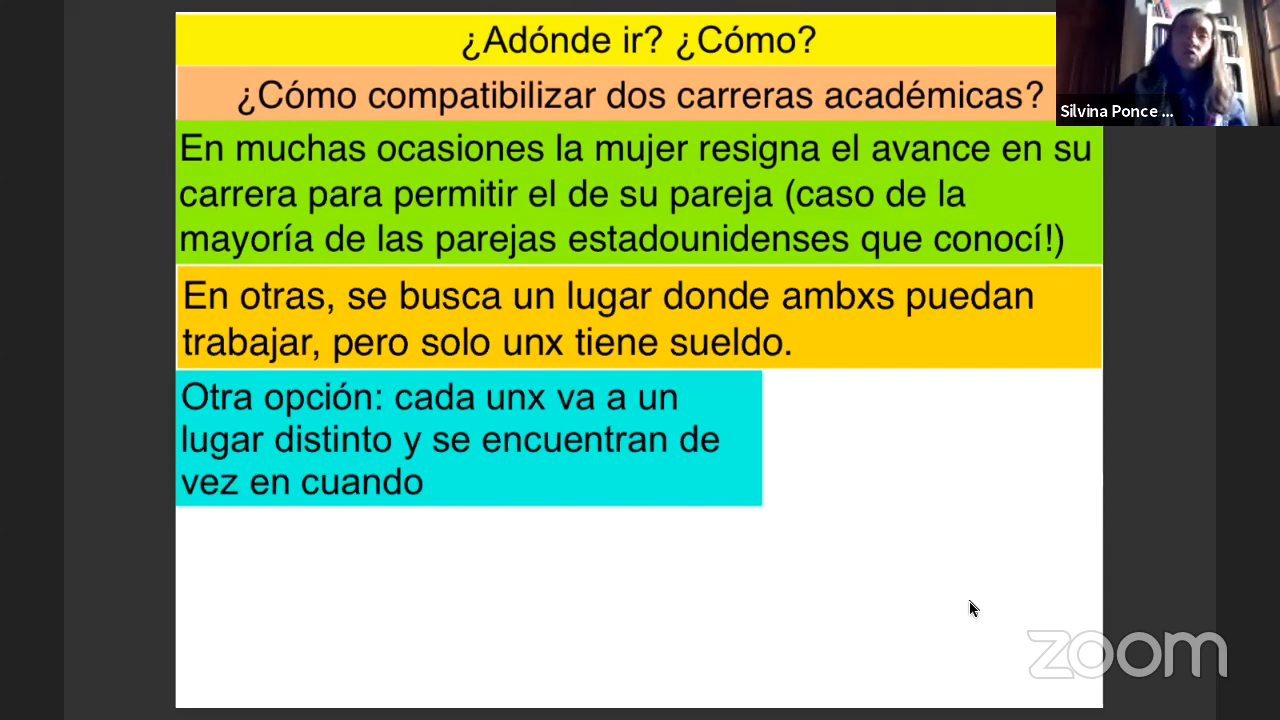 ¿Adónde ir? ¿Cómo?
¿Cómo compatibilizar dos carreras académicas?
En muchas ocasiones la mujer resigna el avance en su
carrera para permitir el de su pareja (caso de la
mayoría de las parejas estadounidenses que conocí!)
En otras, se busca un lugar donde ambxs puedan
trabajar, pero solo unx tiene sueldo.
Otra opción: cada unx va a un
lugar distinto y se encuentran de
vez en cuando
Silvina Ponce ...
zoom